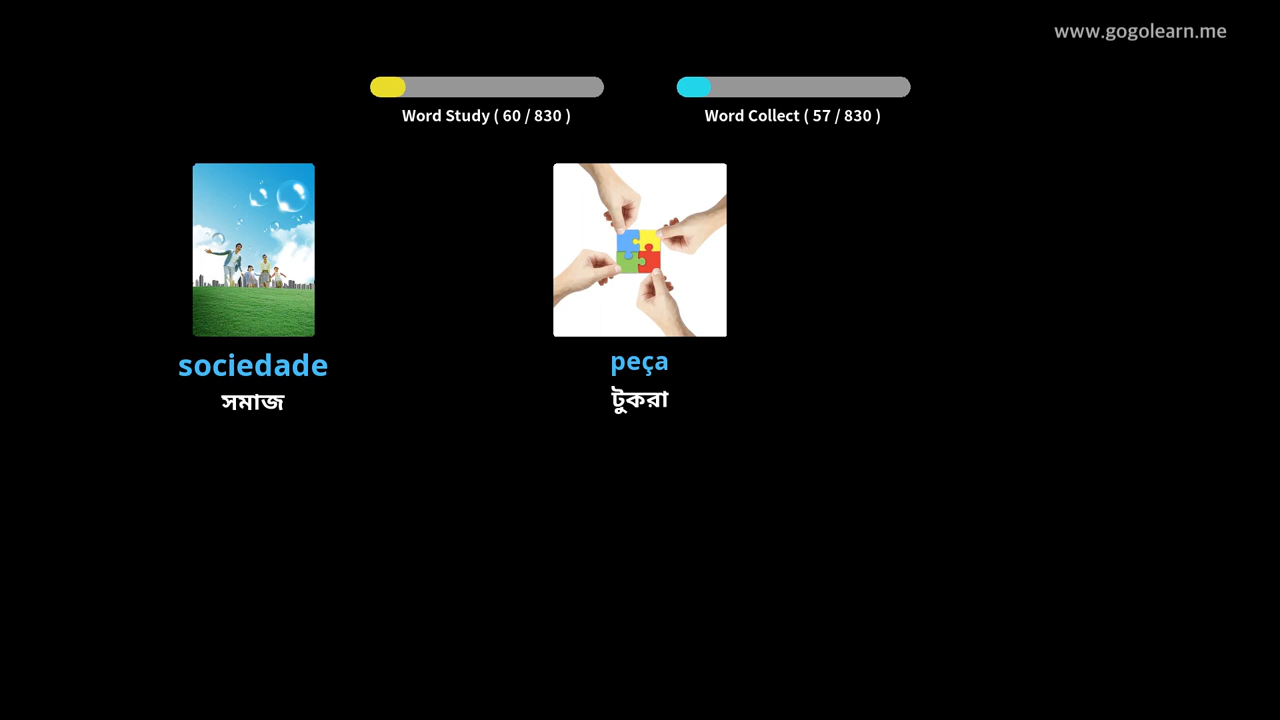 www.gogolearn.me
Word Study ( 60 / 830 )
Word Collect ( 57 / 830 )
sociedade
সমাজ
peça
টুকরা